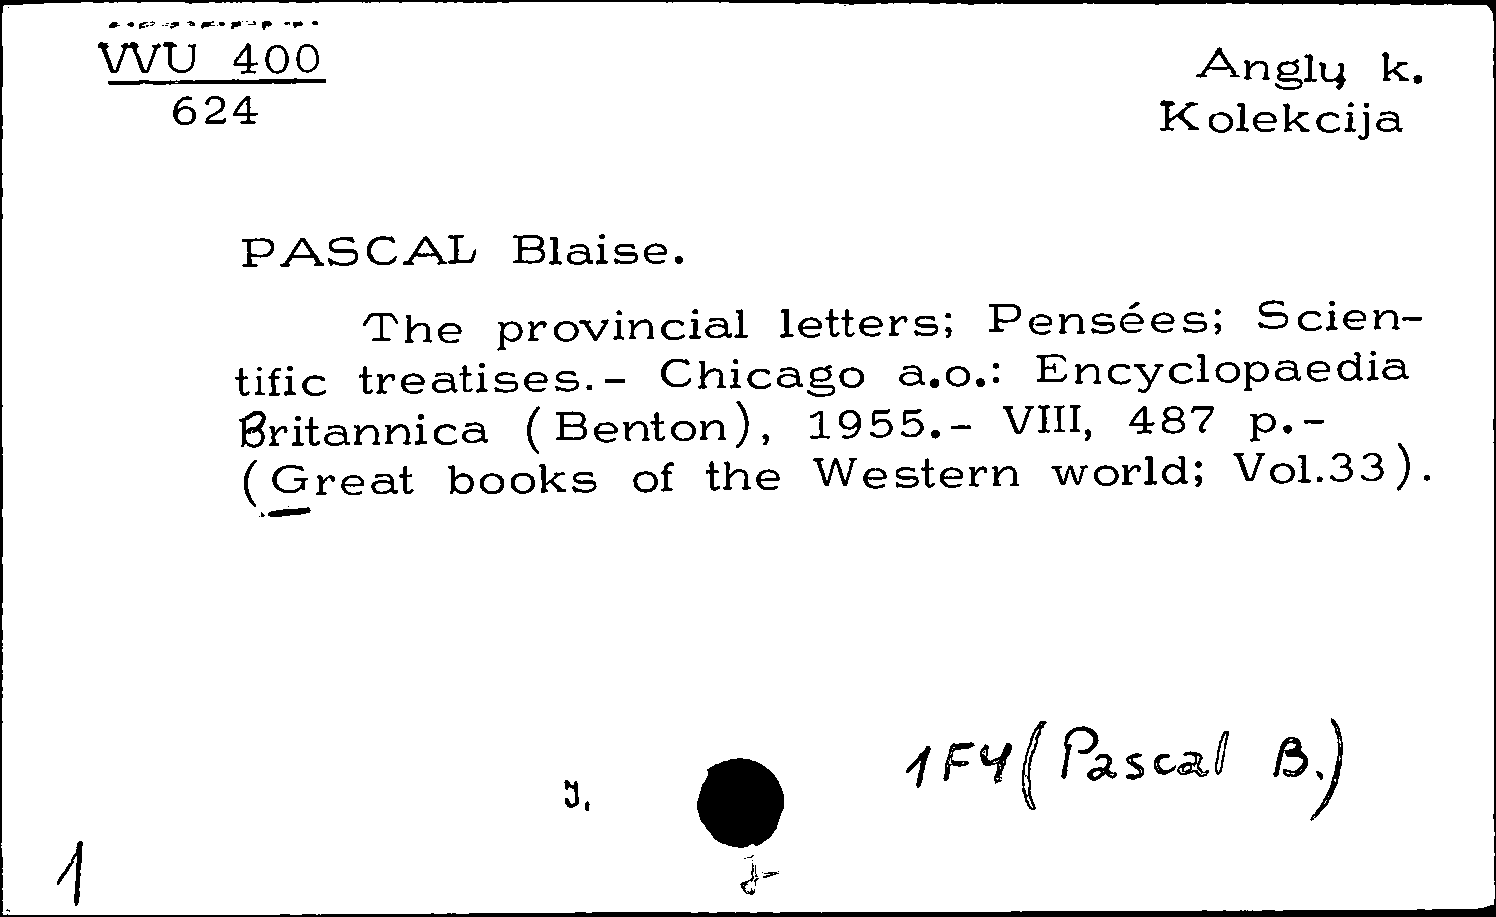 VVU 400
624
Anglų k.
Kolekcija
PASCAL Blaise.
The provincial letters; Pensées; Scien-
tific treatises.- Chicago a.o.: Encyclopaedia
Britannica (Benton), 1955.- VIII, 487 p.-
(Great books of the Western world; Vol.33).
1FY(Pascal B.)
1